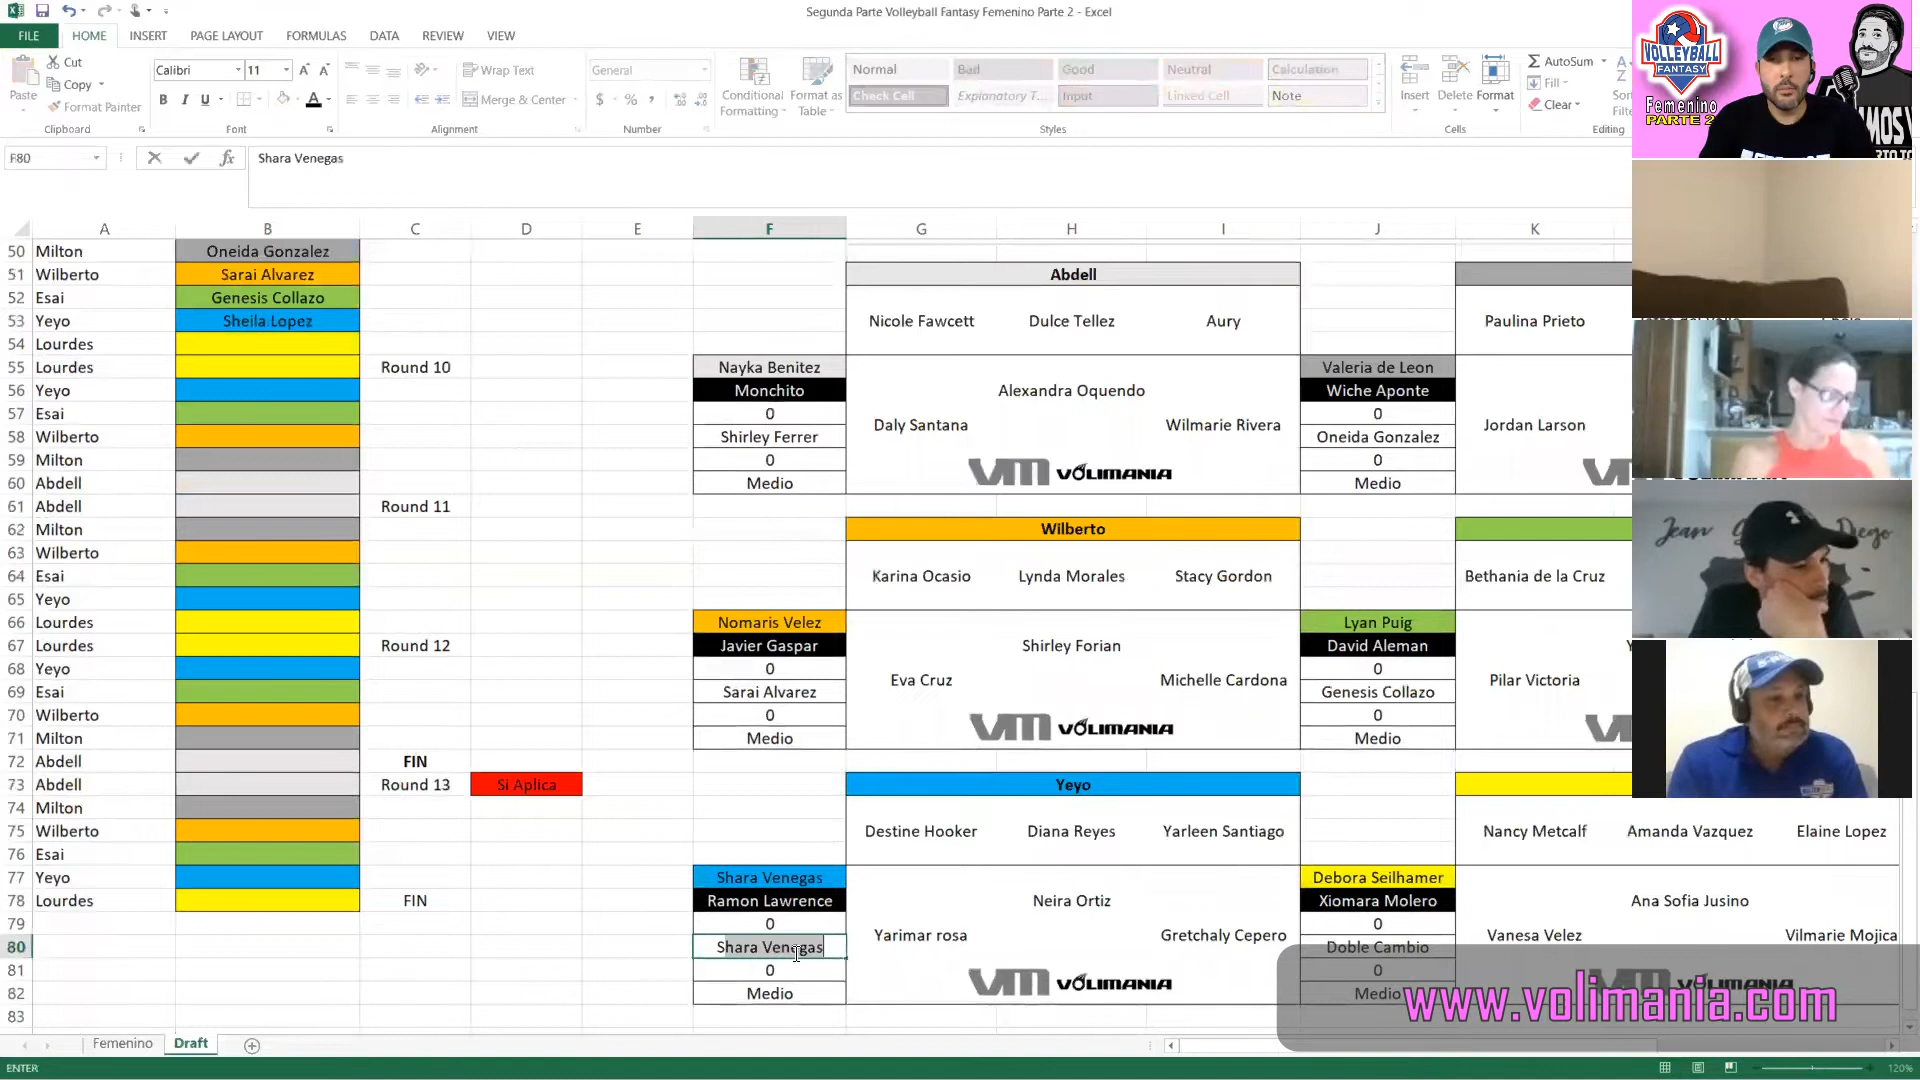 Segunda Parte Volleyball Fantasy Femenino Parte 2 - Excel
FILE HOME INSERT PAGE LAYOUT FORMULAS DATA REVIEW VIEW
Cut
Copy
Format Painter
Paste
Clipboard
Calibri 11
B I U
Font
Wrap Text
Merge & Center
Alignment
General
$ %
Number
Conditional Formatting
Format as Table
Normal Bad Good Neutral Calculation
Check Cell Explanatory T... Input Linked Cell Note
Styles
Insert Delete Format
Cells
AutoSum
Fill
Clear
Editing
VOLLEYBALL
FANTASY
Femenino
PARTE 2
F80
fx
Shara Venegas
A B C D E F G H I J K
50 Milton Oneida Gonzalez
51 Wilberto Sarai Alvarez Abdell
52 Esai Genesis Collazo
53 Yeyo Sheila Lopez Nicole Fawcett Dulce Tellez Aury Paulina Prieto
54 Lourdes
55 Lourdes Round 10 Nayka Benitez Valeria de Leon
56 Yeyo Monchito Alexandra Oquendo Wiche Aponte
57 Esai 0 Daly Santana Wilmarie Rivera 0 Jordan Larson
58 Wilberto Shirley Ferrer Oneida Gonzalez
59 Milton 0 VM VOLIMANIA 0
60 Abdell Medio Medio
61 Abdell Round 11
62 Milton Wilberto
63 Wilberto
64 Esai Karina Ocasio Lynda Morales Stacy Gordon Bethania de la Cruz
65 Yeyo
66 Lourdes Nomaris Velez Lyan Puig
67 Lourdes Round 12 Javier Gaspar Shirley Forian David Aleman
68 Yeyo 0 Eva Cruz Michelle Cardona 0 Pilar Victoria
69 Esai Sarai Alvarez Genesis Collazo
70 Wilberto 0 VM VOLIMANIA 0
71 Milton Medio Medio
72 Abdell FIN
73 Abdell Round 13 Si Aplica Yeyo
74 Milton
75 Wilberto Destine Hooker Diana Reyes Yarleen Santiago Nancy Metcalf Amanda Vazquez Elaine Lopez
76 Esai
77 Yeyo Shara Venegas Debora Seilhamer
78 Lourdes FIN Ramon Lawrence Neira Ortiz Xiomara Molero Ana Sofia Jusino
79 0 Yarimar rosa Gretchaly Cepero 0 Vanesa Velez Vilmarie Mojica
80 Shara Venegas Doble Cambio
81 0 VM VOLIMANIA 0
82 Medio Medio
83
www.volimania.com
Femenino Draft
ENTER
120%